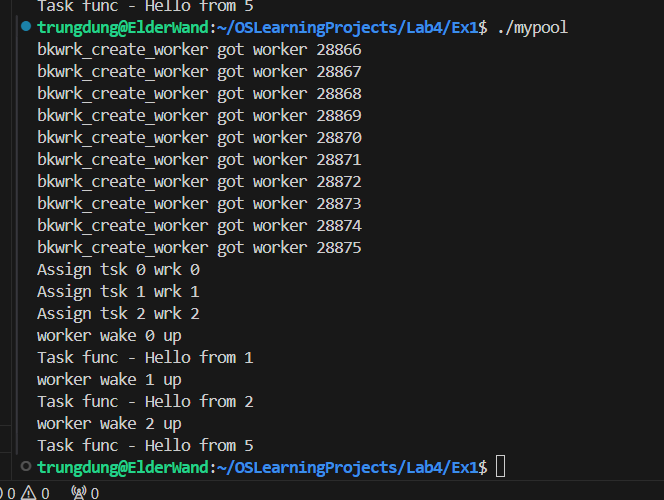 Task func - Hello from 5
trungdung@ElderWand:~/OSLearningProjects/Lab4/Ex1$ ./mypool
bkwrk_create_worker got worker 28866
bkwrk_create_worker got worker 28867
bkwrk_create_worker got worker 28868
bkwrk_create_worker got worker 28869
bkwrk_create_worker got worker 28870
bkwrk_create_worker got worker 28871
bkwrk_create_worker got worker 28872
bkwrk_create_worker got worker 28873
bkwrk_create_worker got worker 28874
bkwrk_create_worker got worker 28875
Assign tsk 0 wrk 0
Assign tsk 1 wrk 1
Assign tsk 2 wrk 2
worker wake 0 up
Task func - Hello from 1
worker wake 1 up
Task func - Hello from 2
worker wake 2 up
Task func - Hello from 5
trungdung@ElderWand:~/OSLearningProjects/Lab4/Ex1$
0 0 0